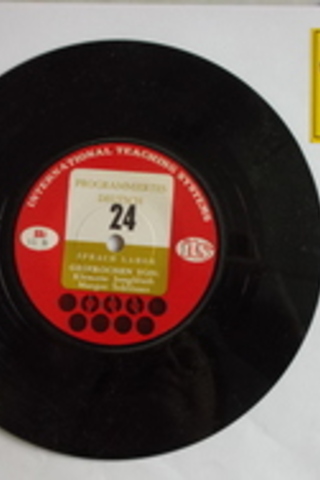 INTERNATIONAL TEACHING SYSTEMS
PROGRAMMIERTES
DEUTSCH
24
ITS
SPRACH LABOR
GESPROCHEN VON: